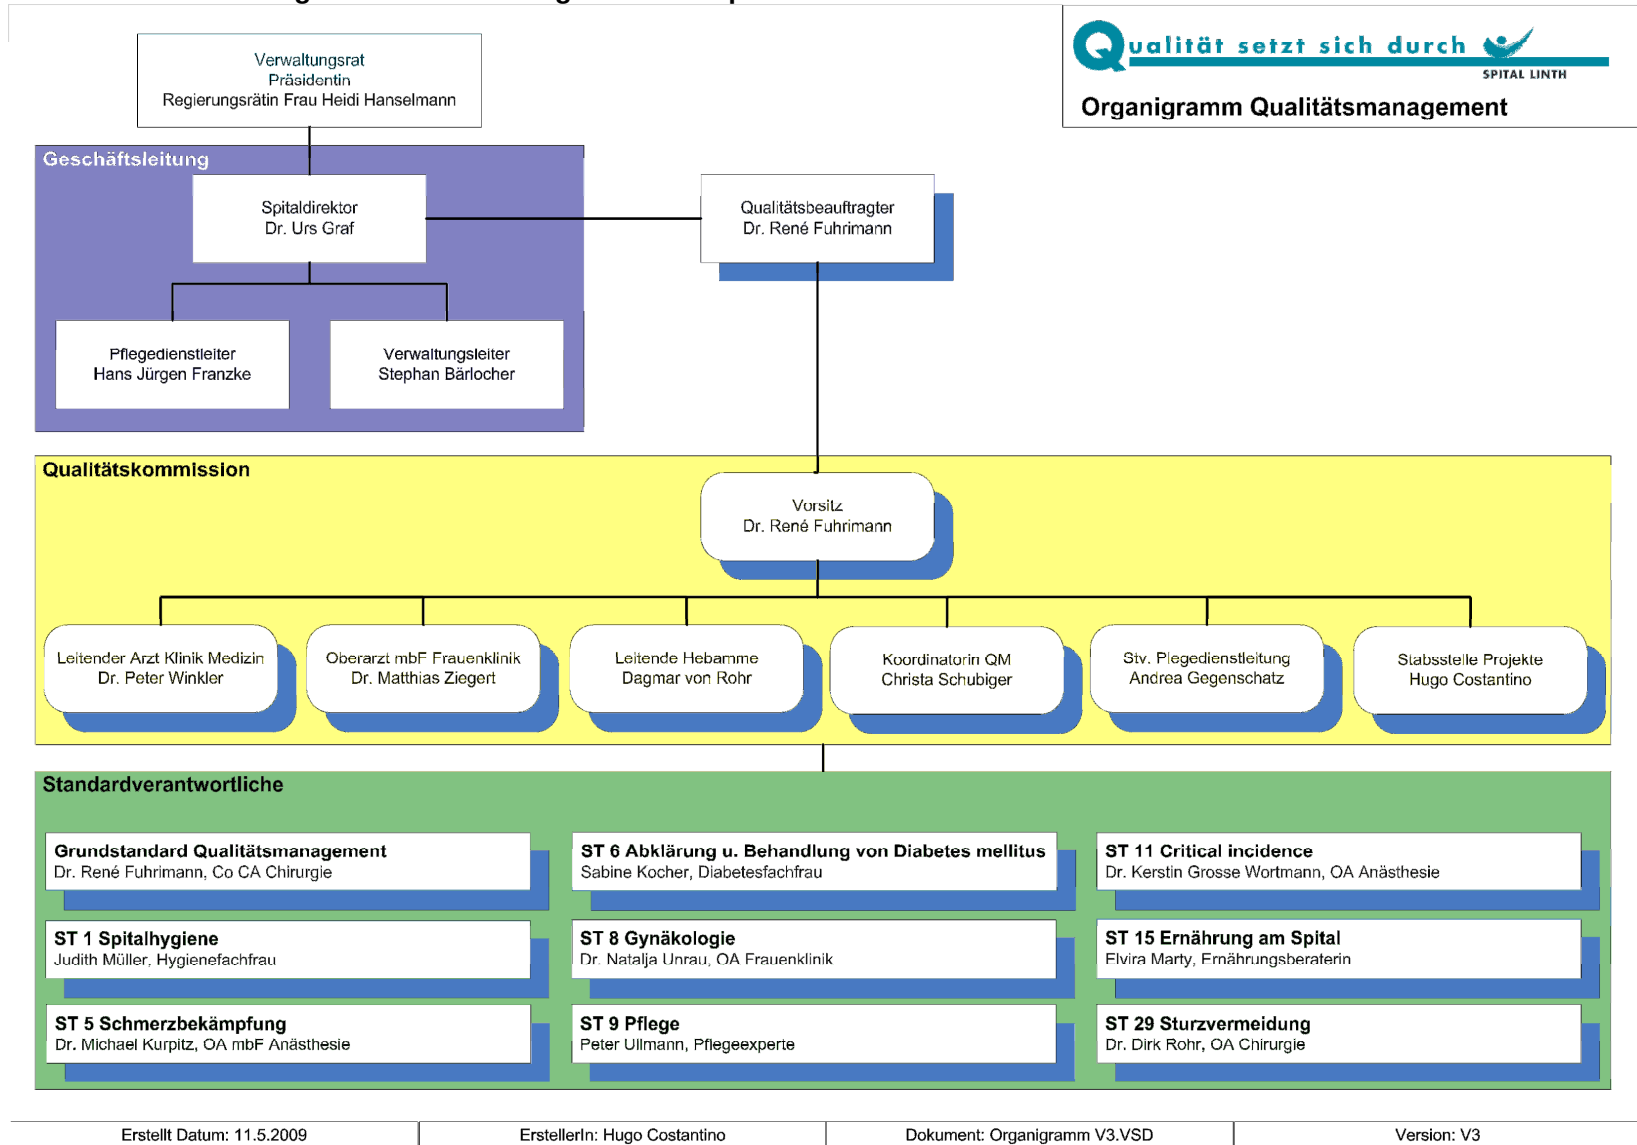 Verwaltungsrat
Präsidentin
Regierungsrätin Frau Heidi Hanselmann
Qualität setzt sich durch
SPITAL LINTH
Organigramm Qualitätsmanagement
Geschäftsleitung
Spitaldirektor
Dr. Urs Graf
Qualitätsbeauftragter
Dr. René Fuhrimann
Pflegedienstleiter
Hans Jürgen Franzke
Verwaltungsleiter
Stephan Bärlocher
Qualitätskommission
Vorsitz
Dr. René Fuhrimann
Leitender Arzt Klinik Medizin
Dr. Peter Winkler
Oberarzt mbF Frauenklinik
Dr. Matthias Ziegert
Leitende Hebamme
Dagmar von Rohr
Koordinatorin QM
Christa Schubiger
Stv. Plegedienstleitung
Andrea Gegenschatz
Stabsstelle Projekte
Hugo Costantino
Standardverantwortliche
Grundstandard Qualitätsmanagement
Dr. René Fuhrimann, Co CA Chirurgie
ST 6 Abklärung u. Behandlung von Diabetes mellitus
Sabine Kocher, Diabetesfachfrau
ST 11 Critical incidence
Dr. Kerstin Grosse Wortmann, OA Anästhesie
ST 1 Spitalhygiene
Judith Müller, Hygienefachfrau
ST 8 Gynäkologie
Dr. Natalja Unrau, OA Frauenklinik
ST 15 Ernährung am Spital
Elvira Marty, Ernährungsberaterin
ST 5 Schmerzbekämpfung
Dr. Michael Kurpitz, OA mbF Anästhesie
ST 9 Pflege
Peter Ullmann, Pflegeexperte
ST 29 Sturzvermeidung
Dr. Dirk Rohr, OA Chirurgie
Erstellt Datum: 11.5.2009
ErstellerIn: Hugo Costantino
Dokument: Organigramm V3.VSD
Version: V3